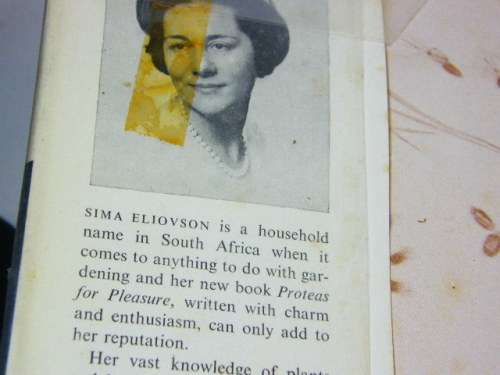 SIMA ELIOVSON is a household
name in South Africa when it
comes to anything to do with gar-
dening and her new book Proteas
for Pleasure, written with charm
and enthusiasm, can only add to
her reputation.
Her vast knowledge of plants